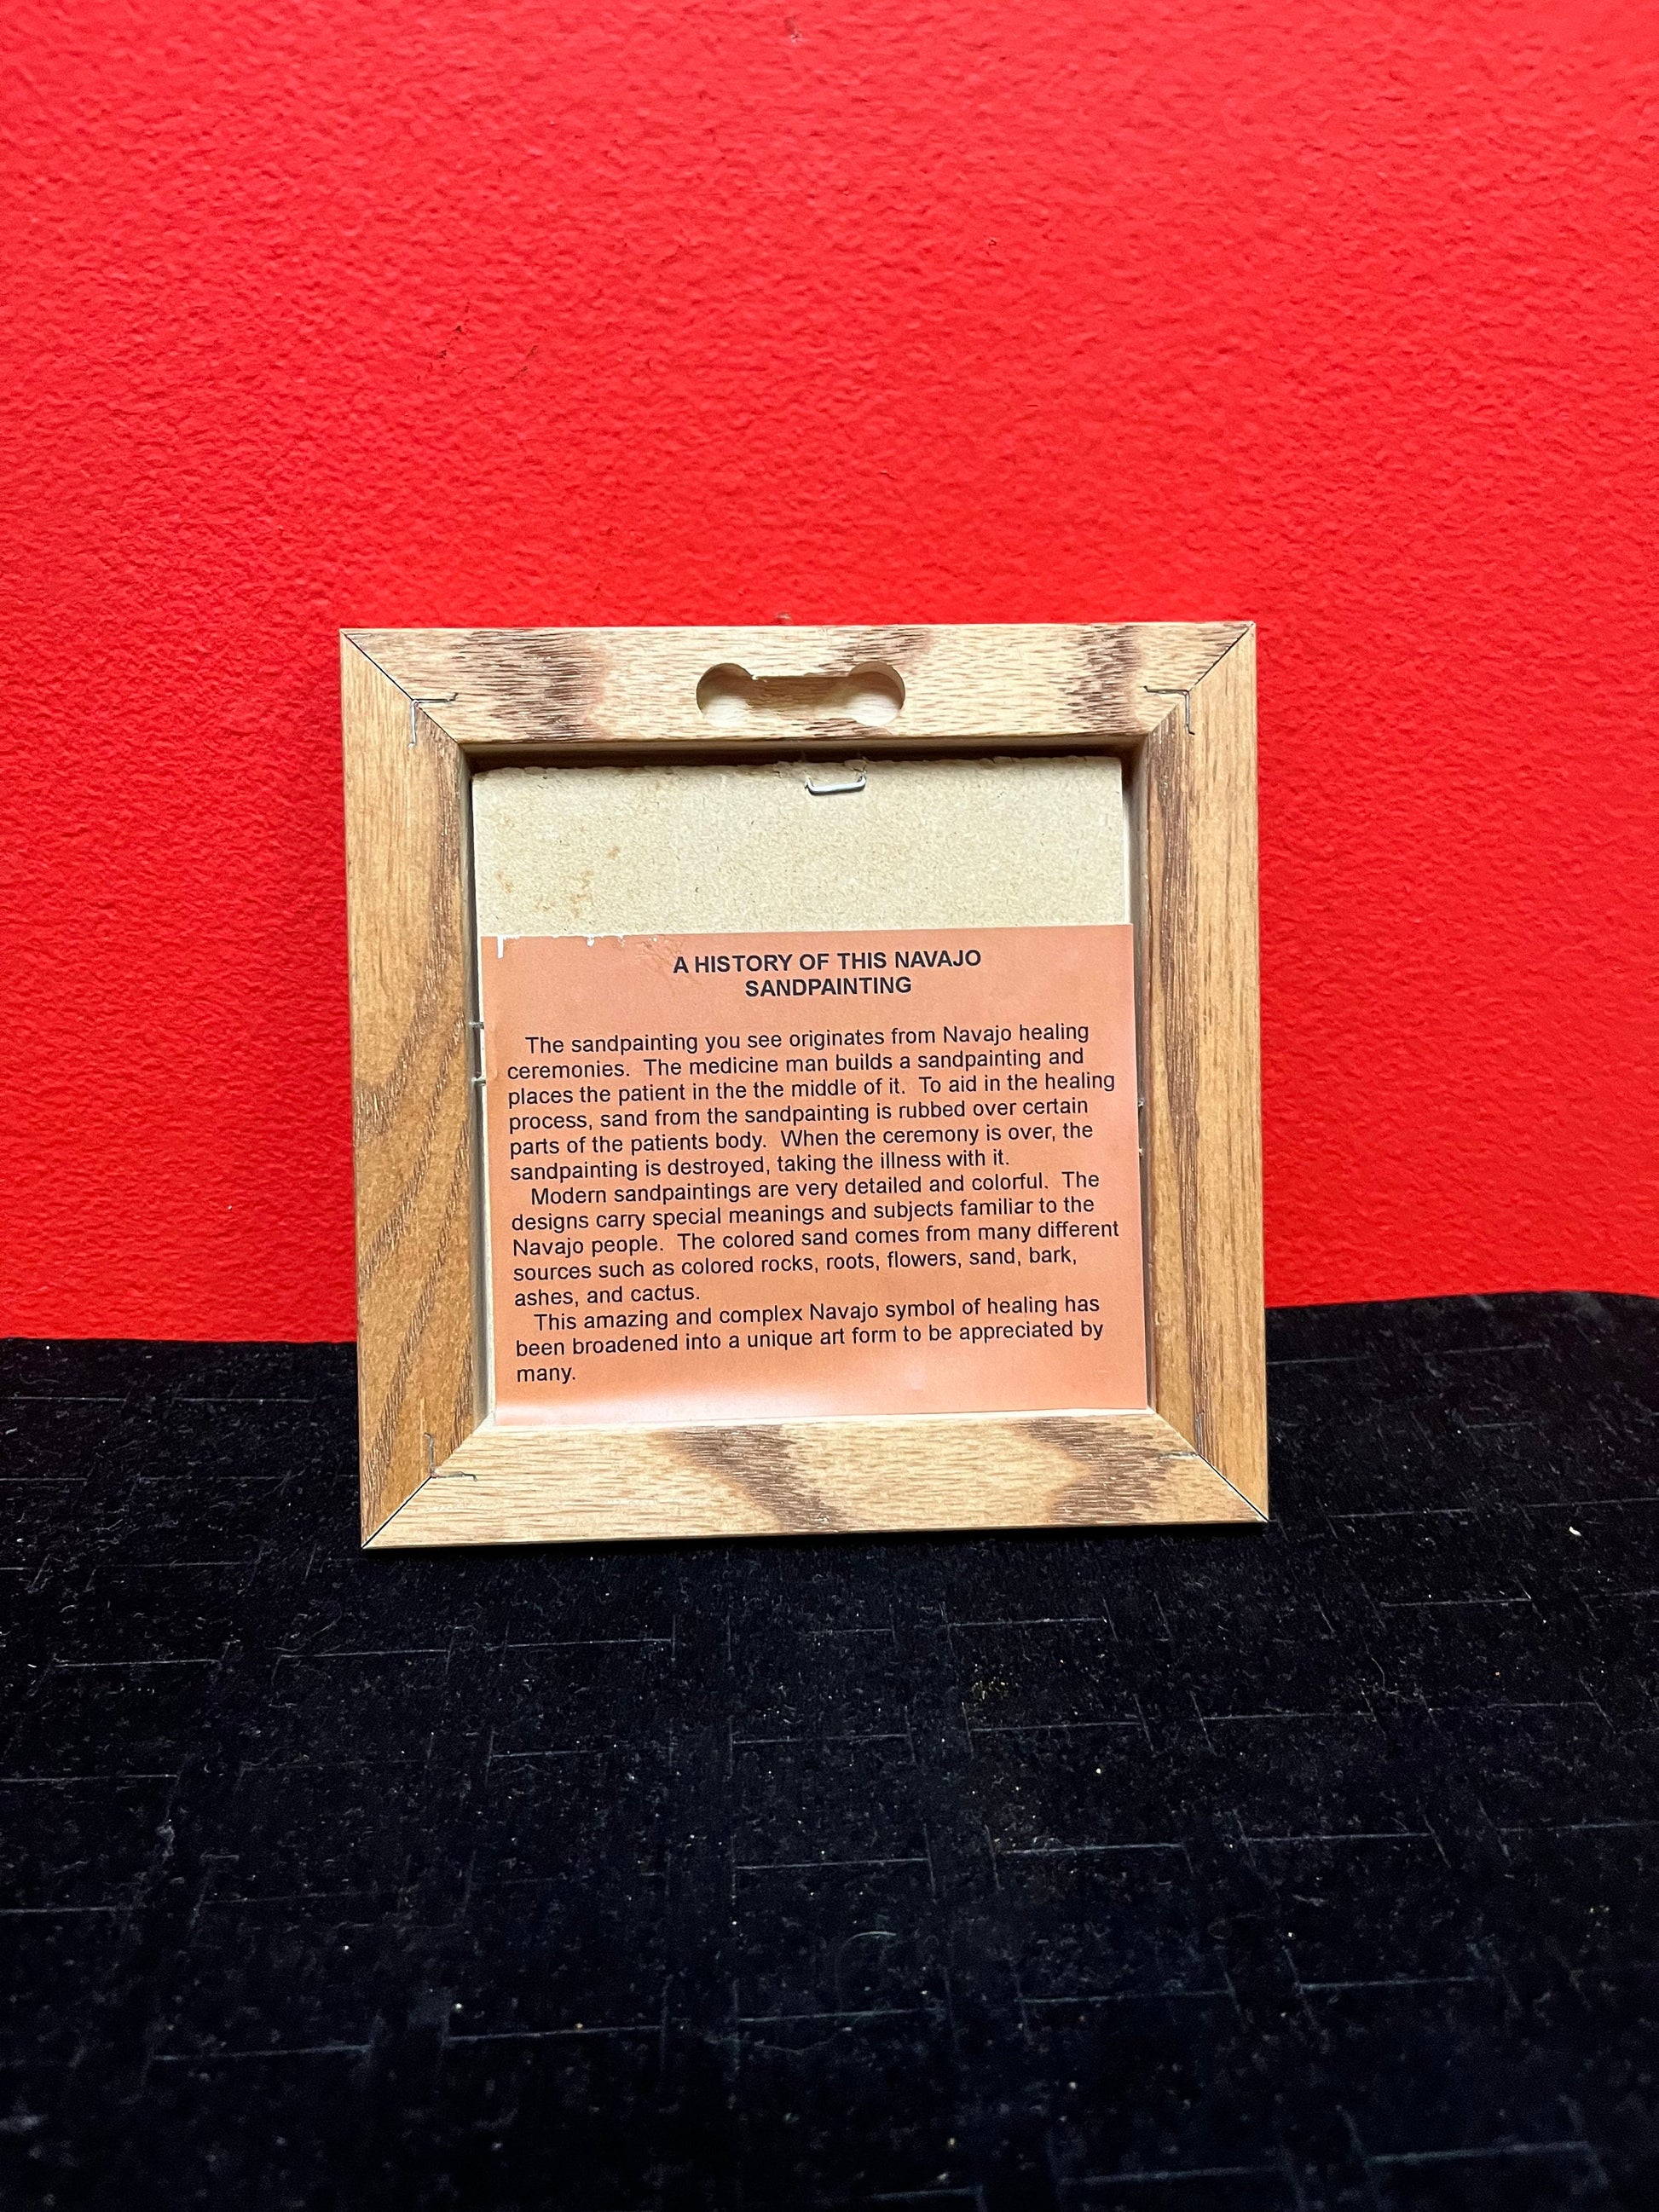 A HISTORY OF THIS NAVAJO
SANDPAINTING
The sandpainting you see originates from Navajo healing
ceremonies. The medicine man builds a sandpainting and
places the patient in the the middle of it. To aid in the healing
process, sand from the sandpainting is rubbed over certain
parts of the patients body. When the ceremony is over, the
sandpainting is destroyed, taking the illness with it.
Modern sandpaintings are very detailed and colorful. The
designs carry special meanings and subjects familiar to the
Navajo people. The colored sand comes from many different
sources such as colored rocks, roots, flowers, sand, bark,
ashes, and cactus.
This amazing and complex Navajo symbol of healing has
been broadened into a unique art form to be appreciated by
many.